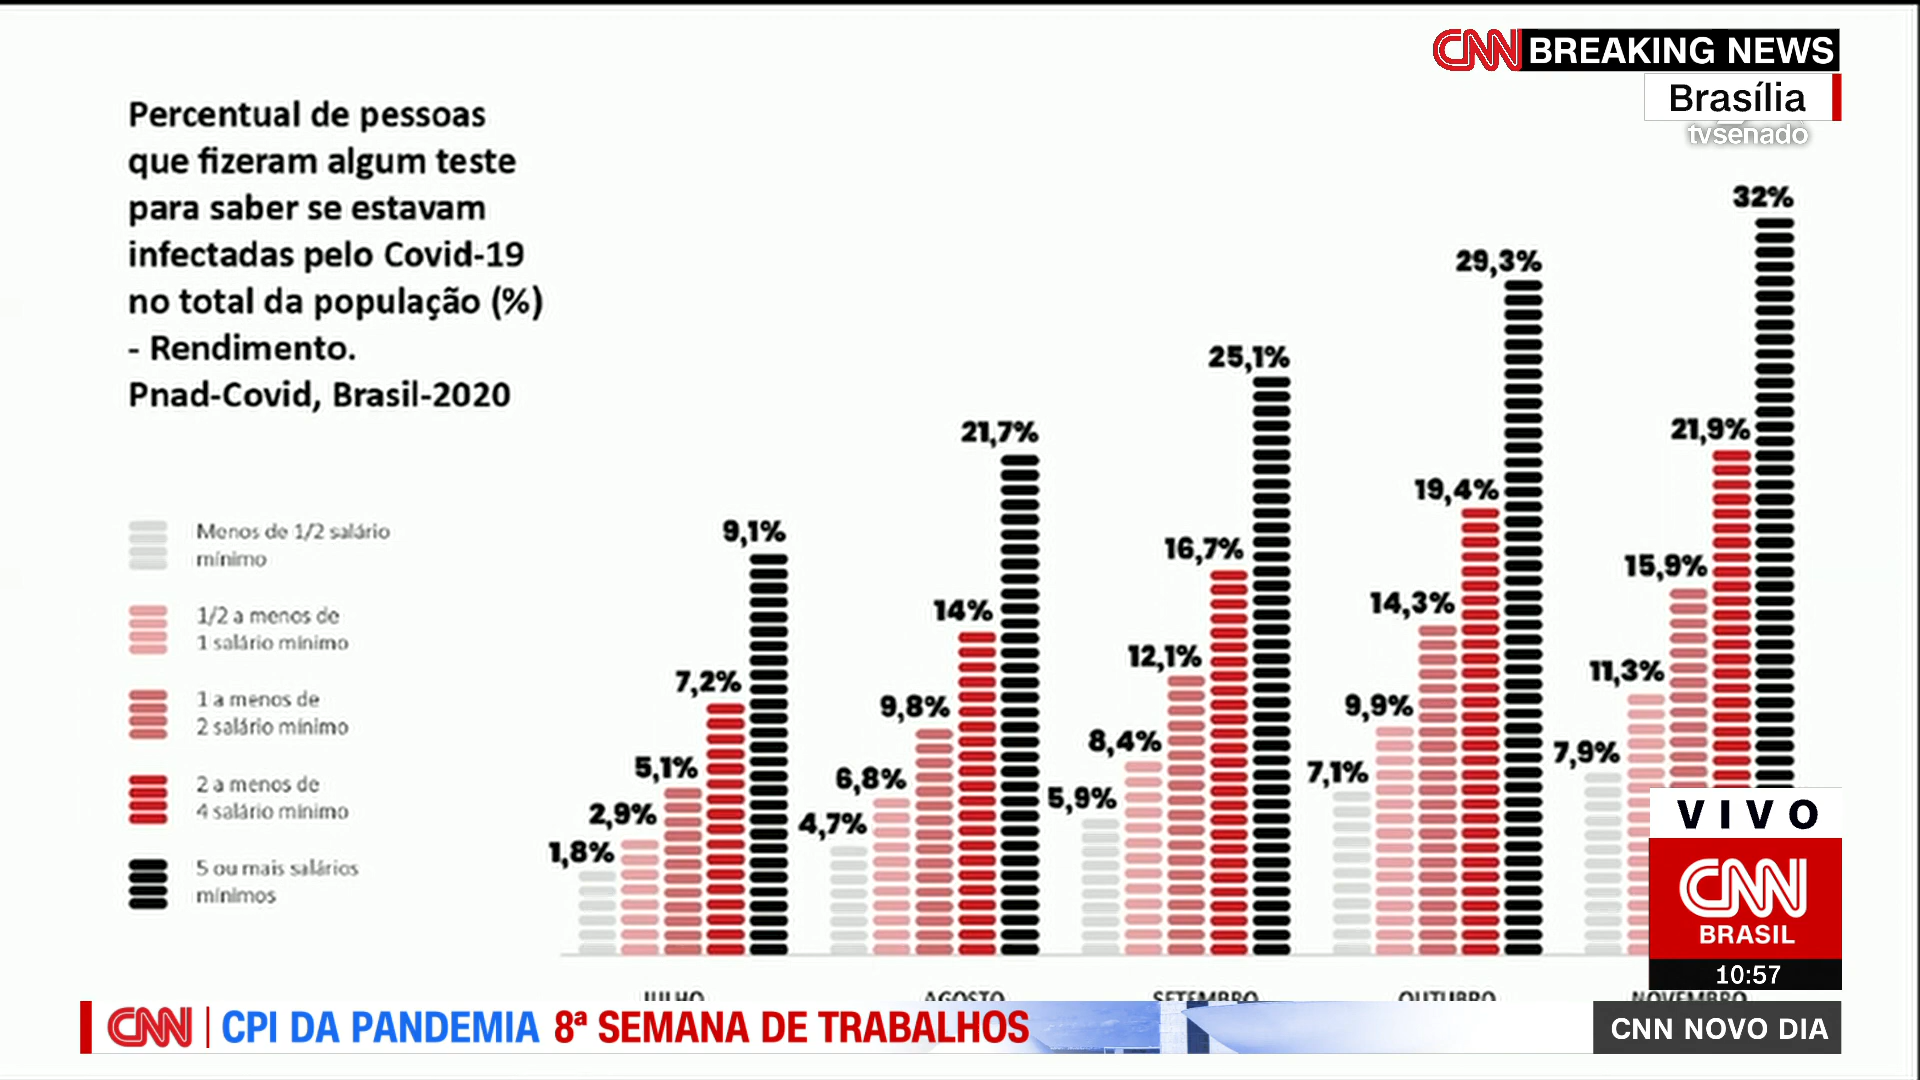 CNN BREAKING NEWS
Brasília
tvsenado
Percentual de pessoas
que fizeram algum teste
para saber se estavam
infectadas pelo Covid-19
no total da população (%)
- Rendimento.
Pnad-Covid, Brasil-2020
Menos de 1/2 salário
mínimo
1/2 a menos de
1 salário mínimo
1 a menos de
2 salário mínimo
2 a menos de
4 salário mínimo
5 ou mais salários
mínimos
1,8%
2,9%
5,1%
7,2%
9,1%
4,7%
6,8%
9,8%
14%
21,7%
5,9%
8,4%
12,1%
16,7%
25,1%
7,1%
9,9%
14,3%
19,4%
29,3%
7,9%
11,3%
15,9%
21,9%
32%
JULHO
AGOSTO
SETEMBRO
OUTUBRO
NOVEMBRO
VIVO
CNN
BRASIL
10:57
CNN CPI DA PANDEMIA 8ª SEMANA DE TRABALHOS
CNN NOVO DIA